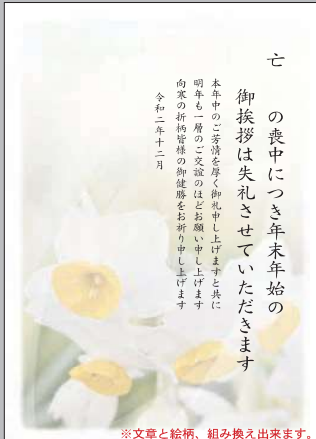 亡　　の喪中につき年末年始の
御挨拶は失礼させていただきます
本年中のご芳情を厚く御礼申し上げますと共に
明年も一層のご交誼のほどお願い申し上げます
向寒の折柄皆様の御健勝をお祈り申し上げます
令和二年十二月
※文章と絵柄、組み換え出来ます。